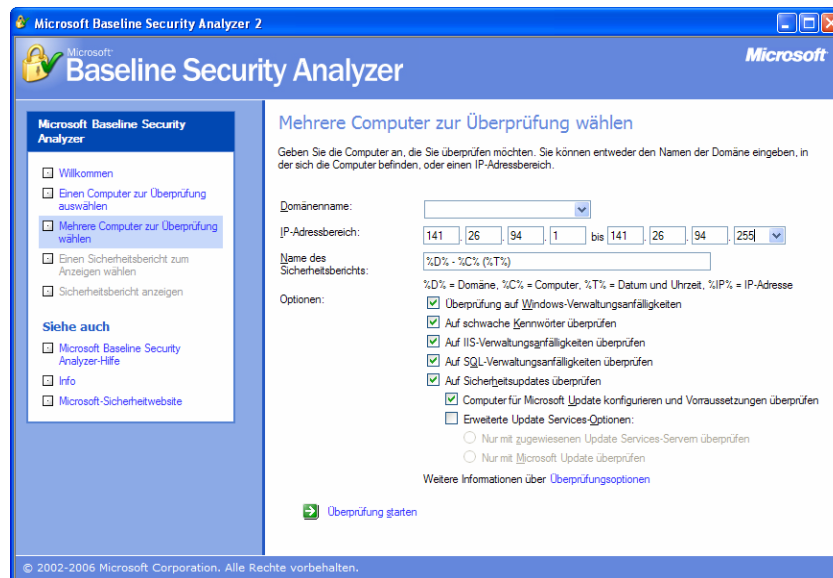 Microsoft Baseline Security Analyzer 2
Microsoft
Baseline Security Analyzer
Microsoft
Microsoft Baseline Security
Analyzer
Willkommen
Einen Computer zur Überprüfung
auswählen
Mehrere Computer zur Überprüfung
wählen
Einen Sicherheitsbericht zum
Anzeigen wählen
Sicherheitsbericht anzeigen
Siehe auch
Microsoft Baseline Security
Analyzer-Hilfe
Info
Microsoft-Sicherheitwebsite
Mehrere Computer zur Überprüfung wählen
Geben Sie die Computer an, die Sie überprüfen möchten. Sie können entweder den Namen der Domäne eingeben, in
der sich die Computer befinden, oder einen IP-Adressbereich.
Domänenname:
IP-Adressbereich: 141 . 26 . 94 . 1 bis 141 . 26 . 94 . 255
Name des
Sicherheitsberichts: %D% - %C% (%T%)
%D% = Domäne, %C% = Computer, %T% = Datum und Uhrzeit, %IP% = IP-Adresse
Optionen: Überprüfung auf Windows-Verwaltungsanfälligkeiten
Auf schwache Kennwörter überprüfen
Auf IIS-Verwaltungsanfälligkeiten überprüfen
Auf SQL-Verwaltungsanfälligkeiten überprüfen
Auf Sicherheitsupdates überprüfen
Computer für Microsoft Update konfigurieren und Vorraussetzungen überprüfen
Erweiterte Update Services-Optionen:
Nur mit zugewiesenen Update Services-Servern überprüfen
Nur mit Microsoft Update überprüfen
Weitere Informationen über Überprüfungsoptionen
Überprüfung starten
© 2002-2006 Microsoft Corporation. Alle Rechte vorbehalten.